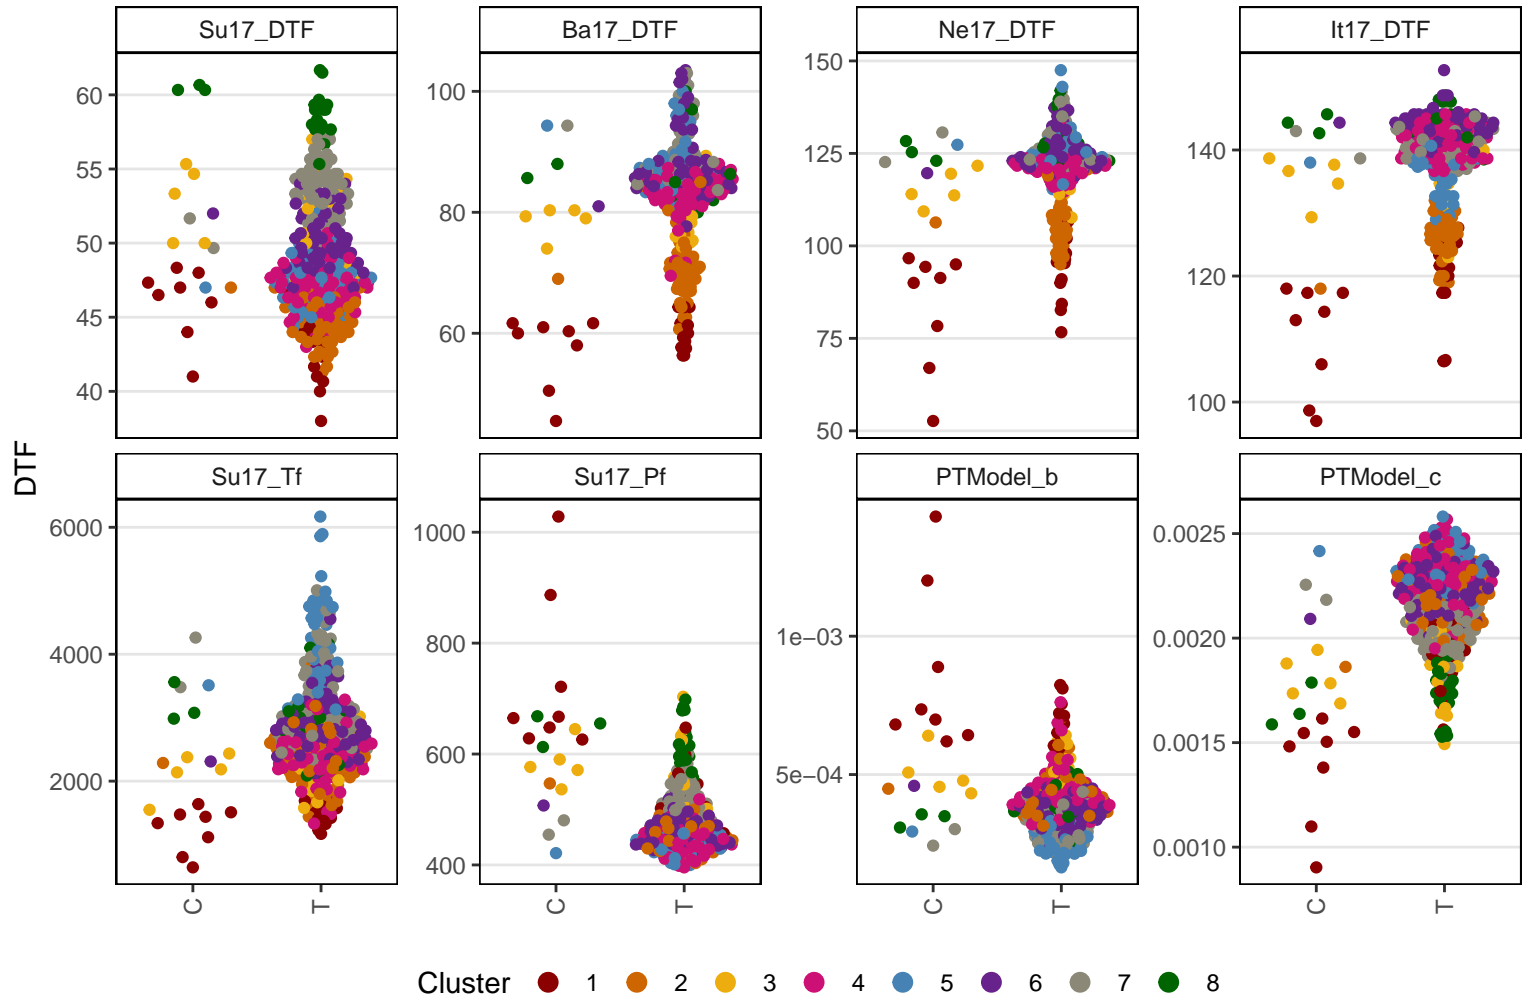 Su17_DTF
Ba17_DTF
Ne17_DTF
It17_DTF
60
55
50
45
40
100
80
60
150
125
100
75
50
140
120
100
DTF
Su17_Tf
Su17_Pf
PTModel_b
PTModel_c
6000
4000
2000
1000
800
600
400
1e−03
5e−04
0.0025
0.0020
0.0015
0.0010
C
T
C
T
C
T
C
T
Cluster 1 2 3 4 5 6 7 8